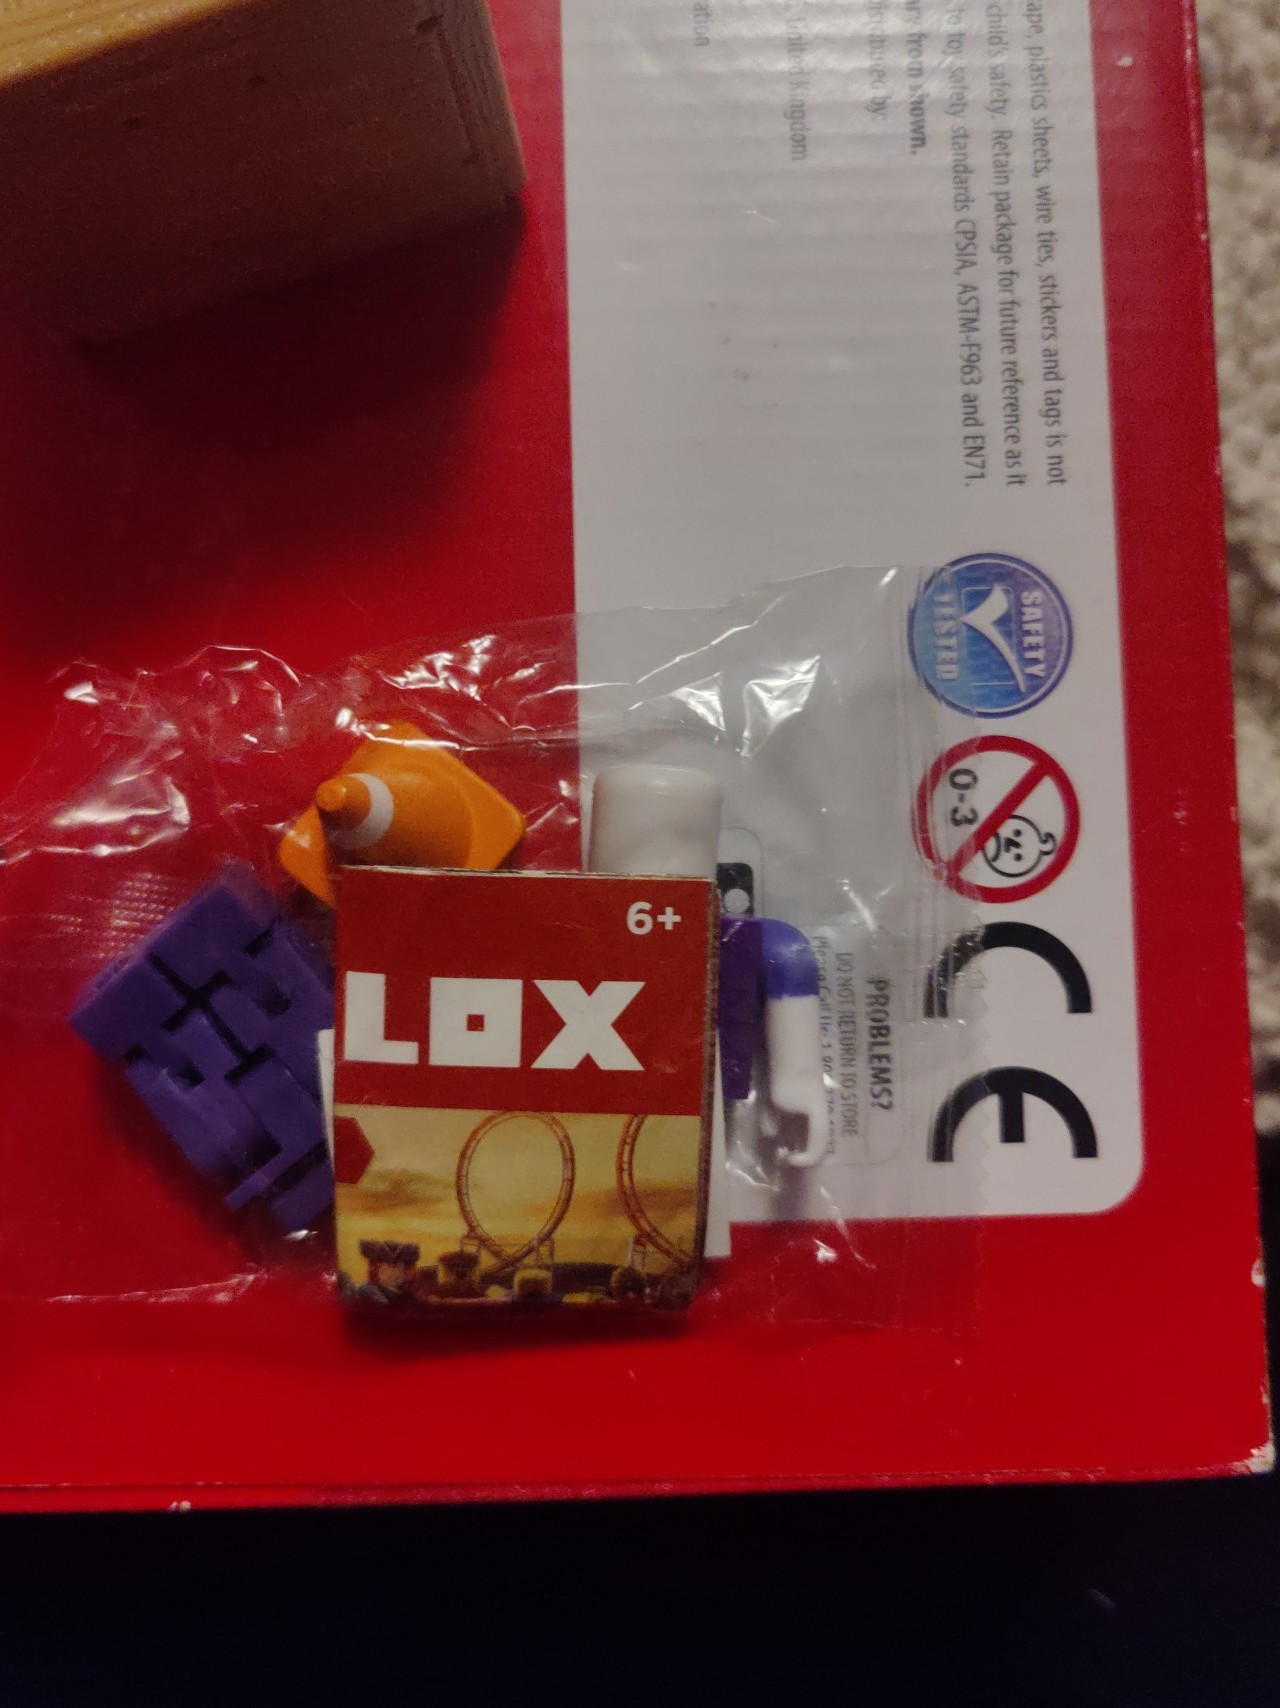 ape, plastics sheets, wire ties, stickers and tags is not
child's safety. Retain package for future reference as it
to toy safety standards CPSIA, ASTM-F963 and EN71.
from shown.
by:
United Kingdom
SAFETY
TESTED
0-3
CE
PROBLEMS?
DO NOT RETURN TO STORE
6+
LOX